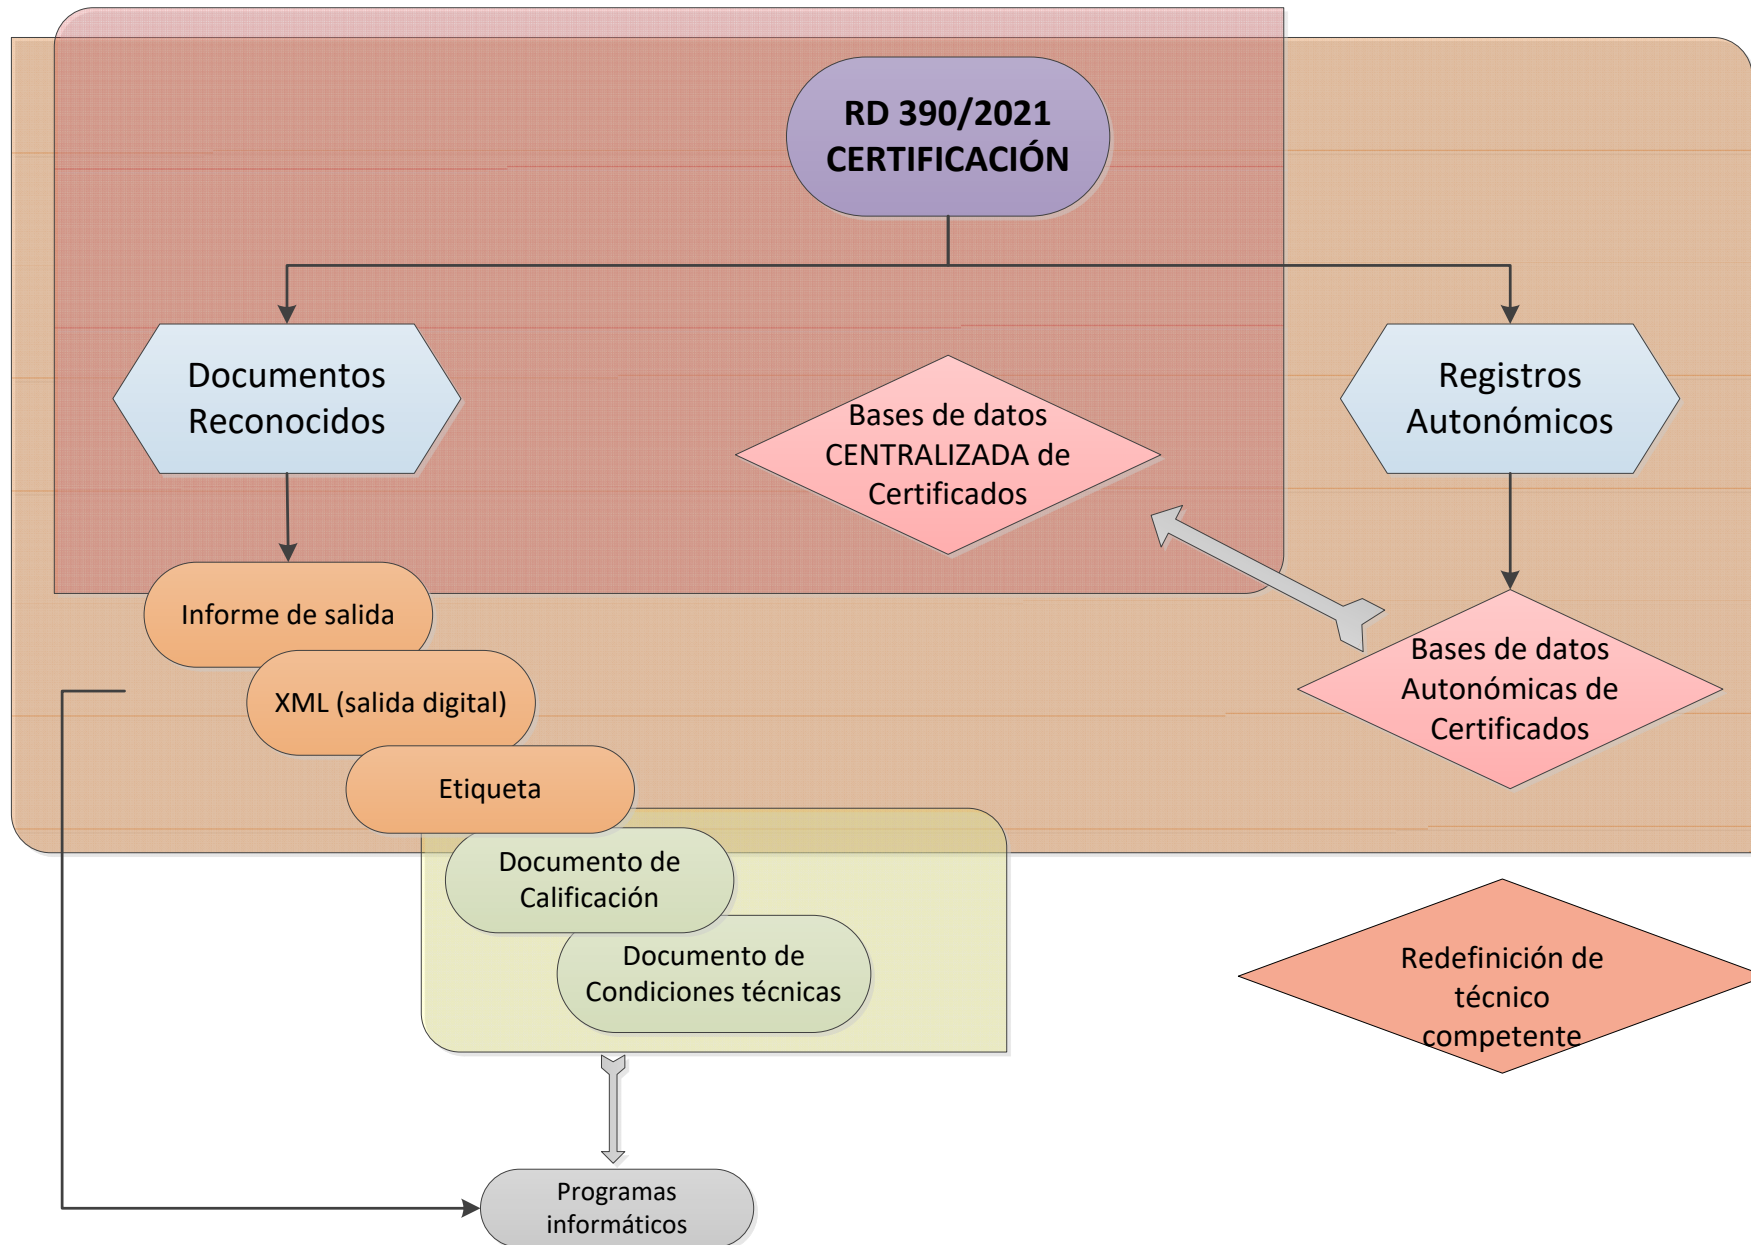 RD 390/2021
CERTIFICACIÓN
Documentos
Reconocidos
Bases de datos
CENTRALIZADA de
Certificados
Registros
Autonómicos
Informe de salida
XML (salida digital)
Etiqueta
Bases de datos
Autonómicas de
Certificados
Documento de
Calificación
Documento de
Condiciones técnicas
Redefinición de
técnico
competente
Programas
informáticos